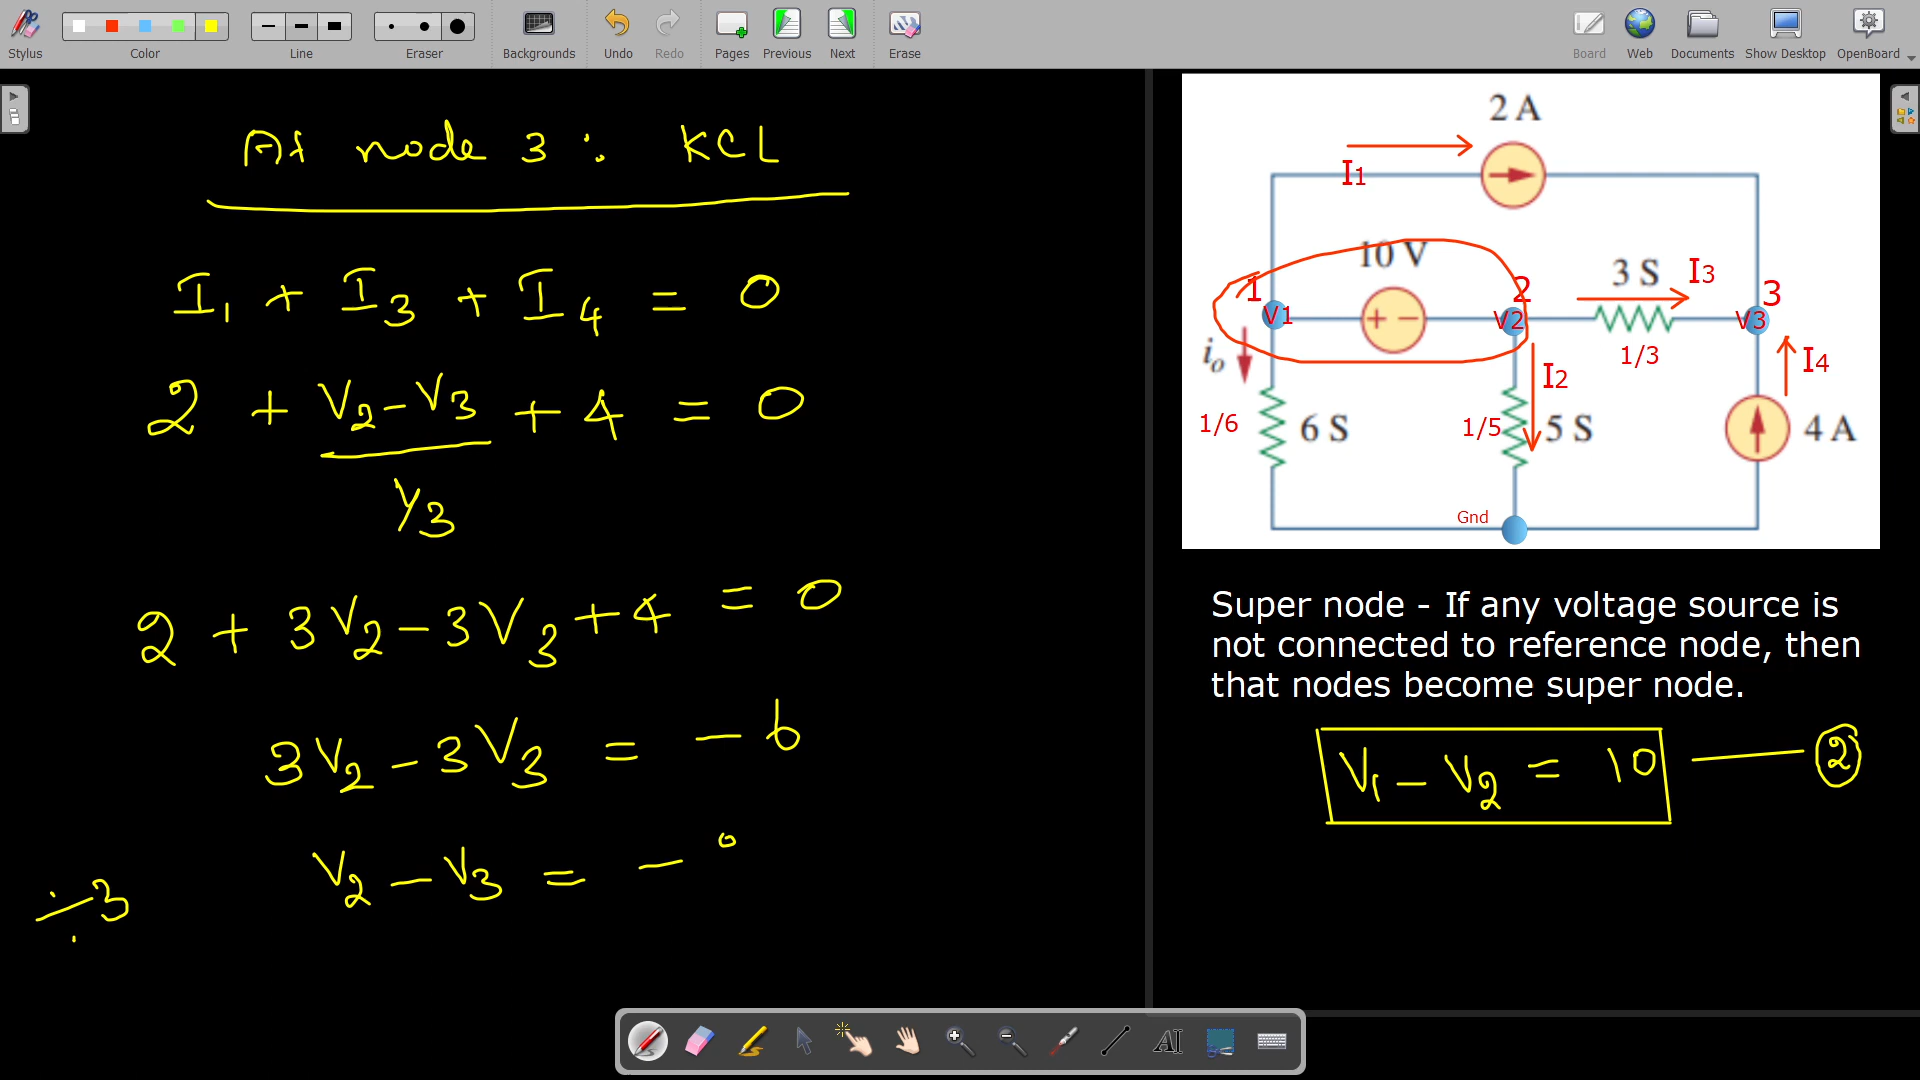 Stylus Color Line Eraser Backgrounds Undo Redo Pages Previous Next Erase Board Web Documents Show Desktop OpenBoard
At node 3 : KCL
I1 + I3 + I4 = 0
2 + (V2 - V3)/(1/3) + 4 = 0
2 + 3V2 - 3V3 + 4 = 0
3V2 - 3V3 = - 6
÷3 V2 - V3 = -
2 A
I1
10 V
3 S I3
1 2 3
V1 V2 V3
+ -
io
1/3
I2 I4
1/6 6 S 1/5 5 S 4 A
Gnd
Super node - If any voltage source is
not connected to reference node, then
that nodes become super node.
V1 - V2 = 10 — 2